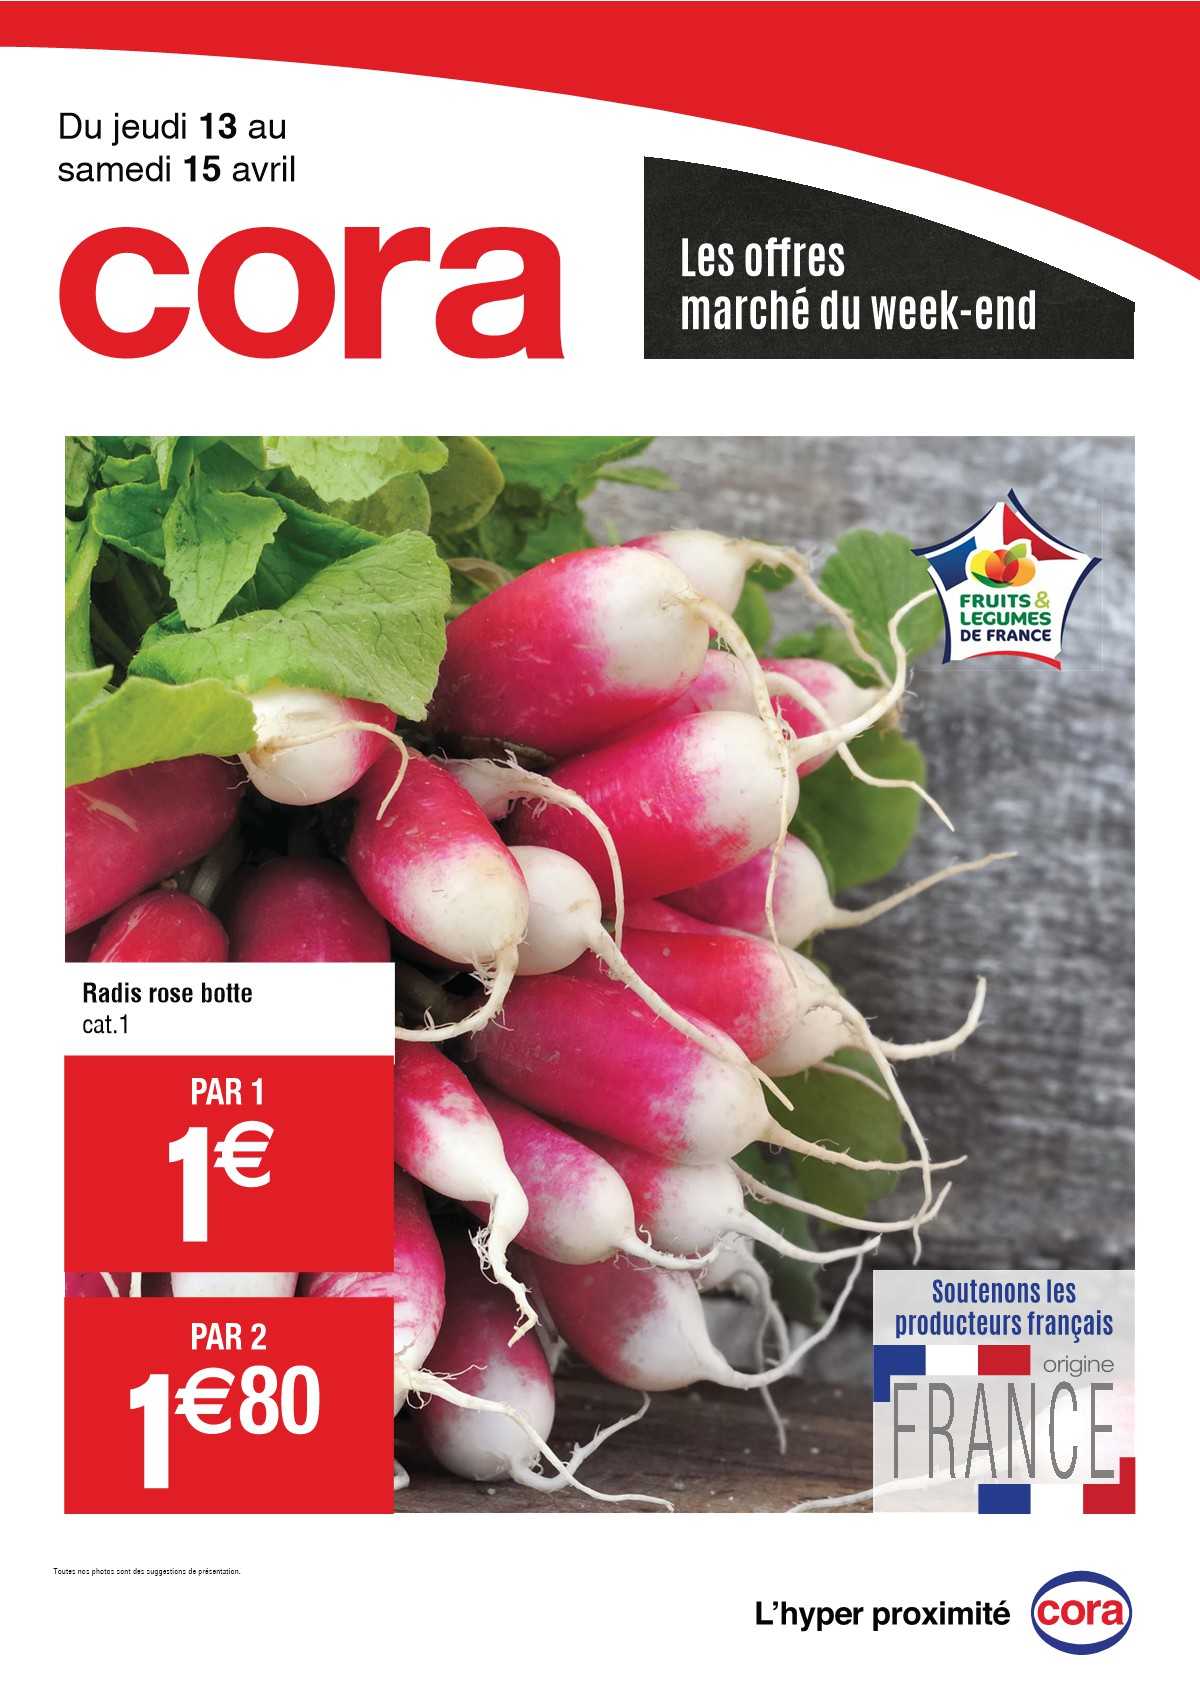 Du jeudi 13 au
samedi 15 avril
cora
Les offres
marché du week-end
FRUITS &
LEGUMES
DE FRANCE
Radis rose botte
cat.1
PAR 1
1€
PAR 2
1€80
Soutenons les
producteurs français
origine
FRANCE
Toutes nos photos sont des suggestions de présentation.
L'hyper proximité
cora